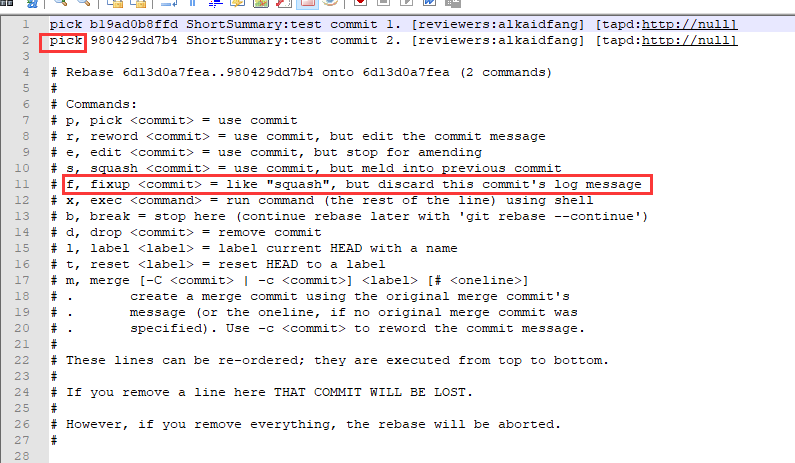 1 pick b19ad0b8ffd ShortSummary:test commit 1. [reviewers:alkaidfang] [tapd:http://null]
2 pick 980429dd7b4 ShortSummary:test commit 2. [reviewers:alkaidfang] [tapd:http://null]
3
4 # Rebase 6d13d0a7fea..980429dd7b4 onto 6d13d0a7fea (2 commands)
5 #
6 # Commands:
7 # p, pick <commit> = use commit
8 # r, reword <commit> = use commit, but edit the commit message
9 # e, edit <commit> = use commit, but stop for amending
10 # s, squash <commit> = use commit, but meld into previous commit
11 # f, fixup <commit> = like "squash", but discard this commit's log message
12 # x, exec <command> = run command (the rest of the line) using shell
13 # b, break = stop here (continue rebase later with 'git rebase --continue')
14 # d, drop <commit> = remove commit
15 # l, label <label> = label current HEAD with a name
16 # t, reset <label> = reset HEAD to a label
17 # m, merge [-C <commit> | -c <commit>] <label> [# <oneline>]
18 # .       create a merge commit using the original merge commit's
19 # .       message (or the oneline, if no original merge commit was
20 # .       specified). Use -c <commit> to reword the commit message.
21 #
22 # These lines can be re-ordered; they are executed from top to bottom.
23 #
24 # If you remove a line here THAT COMMIT WILL BE LOST.
25 #
26 # However, if you remove everything, the rebase will be aborted.
27 #
28